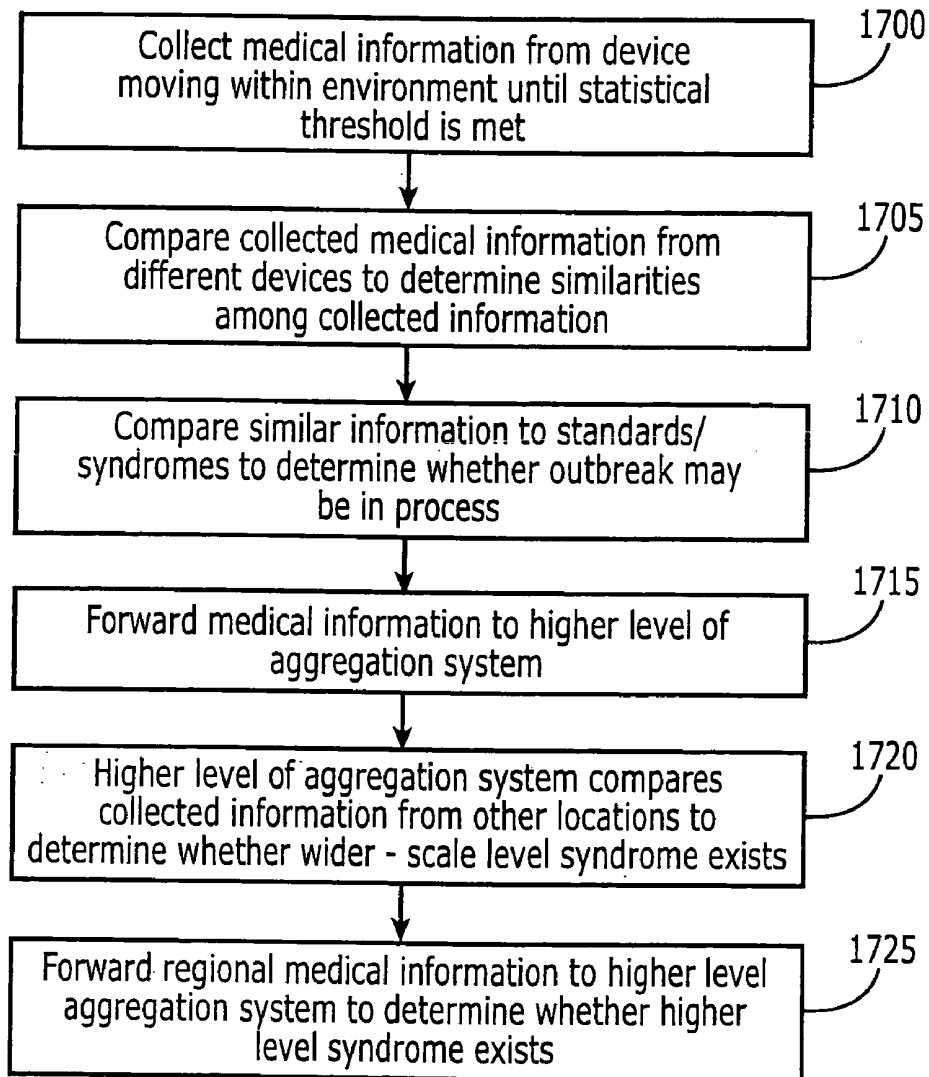 1700
Collect medical information from device
moving within environment until statistical
threshold is met
1705
Compare collected medical information from
different devices to determine similarities
among collected information
1710
Compare similar information to standards/
syndromes to determine whether outbreak may
be in process
1715
Forward medical information to higher level of
aggregation system
1720
Higher level of aggregation system compares
collected information from other locations to
determine whether wider - scale level syndrome exists
1725
Forward regional medical information to higher level
aggregation system to determine whether higher
level syndrome exists